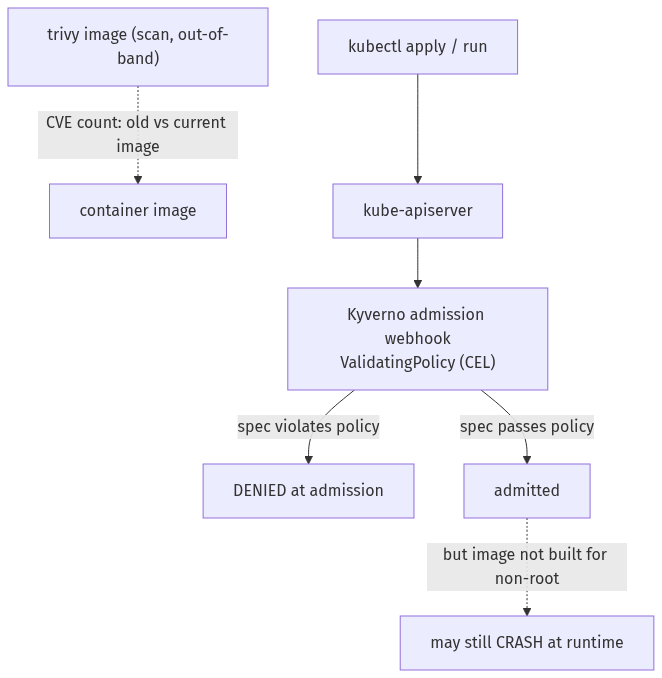 trivy image (scan, out-of-
band)
kubectl apply / run
CVE count: old vs current
image
container image
kube-apiserver
Kyverno admission
webhook
ValidatingPolicy (CEL)
spec violates policy
spec passes policy
DENIED at admission
admitted
but image not built for
non-root
may still CRASH at runtime